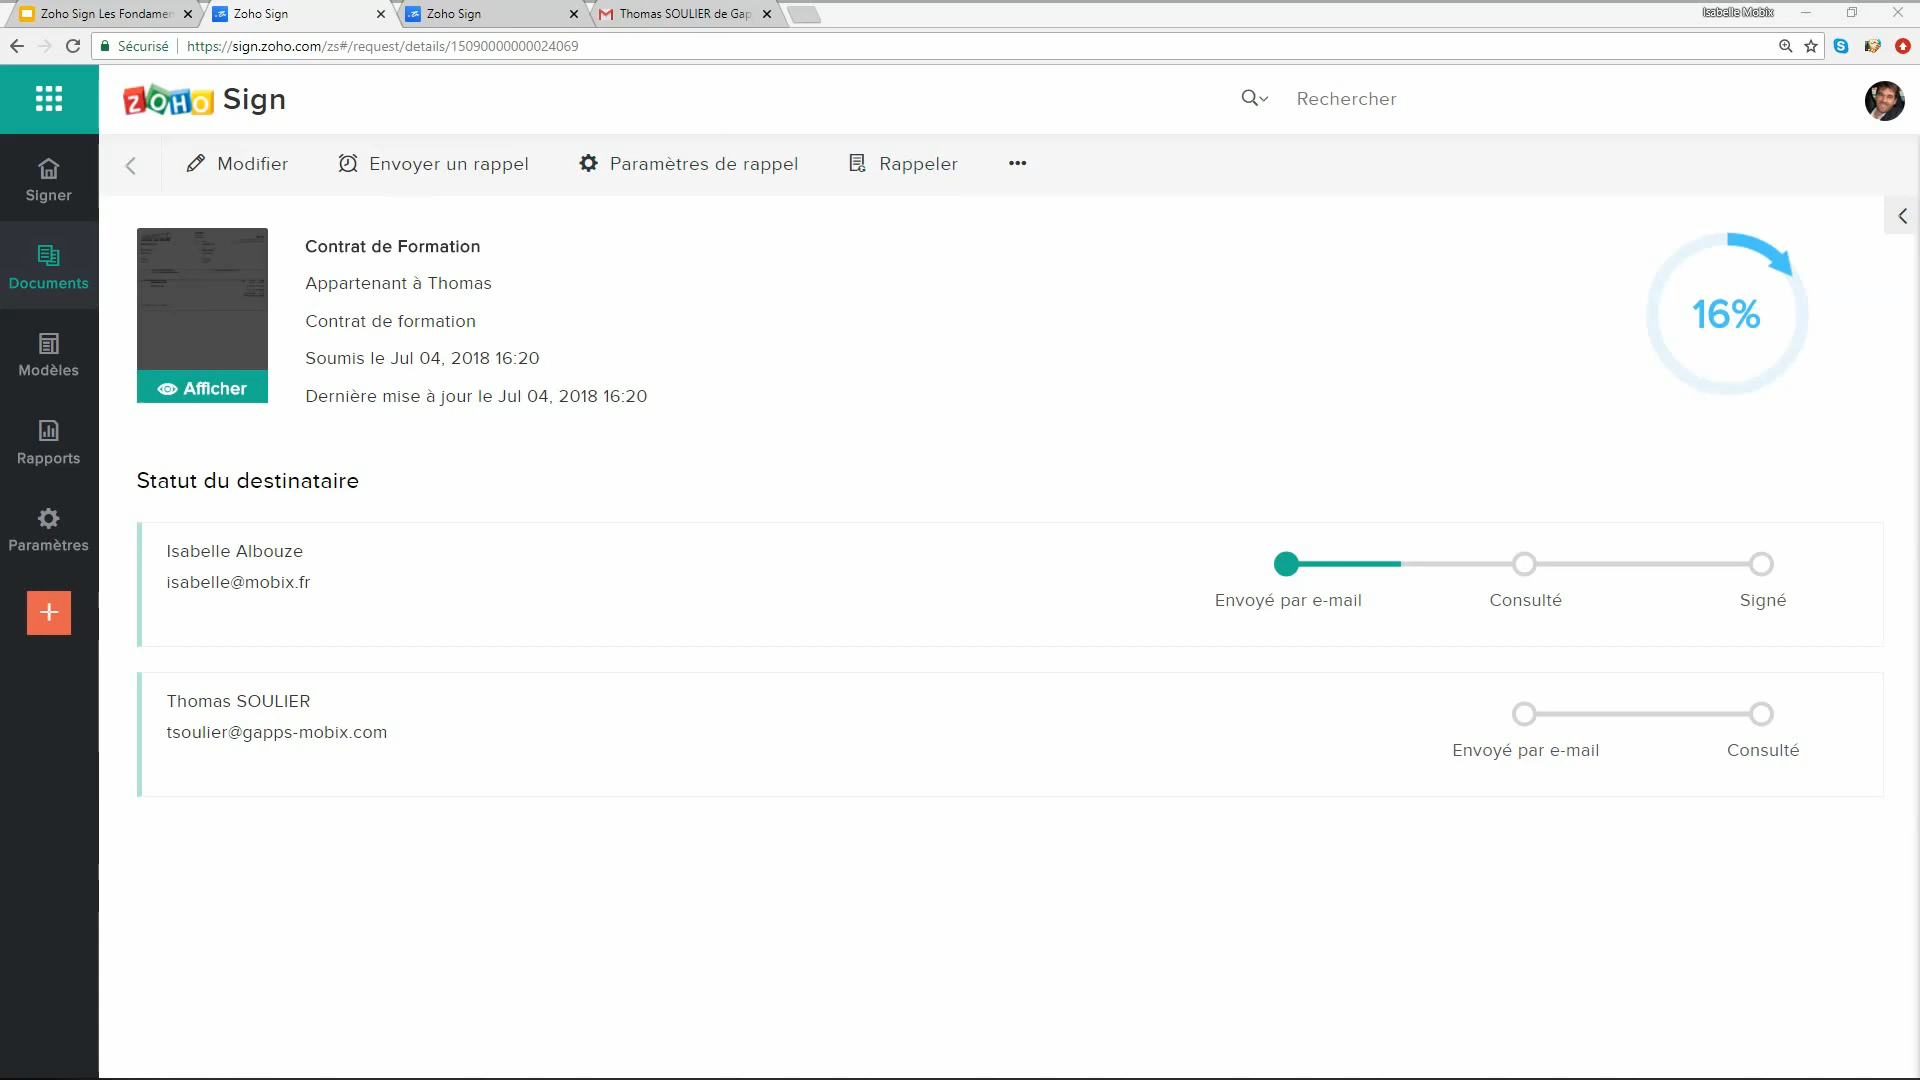 Zoho Sign Les Fondamen
Zoho Sign
Zoho Sign
Thomas SOULIER de Gap
Isabelle Mobix
Sécurisé
https://sign.zoho.com/zs#/request/details/15090000000024069
ZOHO Sign
Rechercher
Modifier
Envoyer un rappel
Paramètres de rappel
Rappeler
Signer
Documents
Modèles
Rapports
Paramètres
Afficher
Contrat de Formation
Appartenant à Thomas
Contrat de formation
Soumis le Jul 04, 2018 16:20
Dernière mise à jour le Jul 04, 2018 16:20
16%
Statut du destinataire
Isabelle Albouze
isabelle@mobix.fr
Envoyé par e-mail
Consulté
Signé
Thomas SOULIER
tsoulier@gapps-mobix.com
Envoyé par e-mail
Consulté